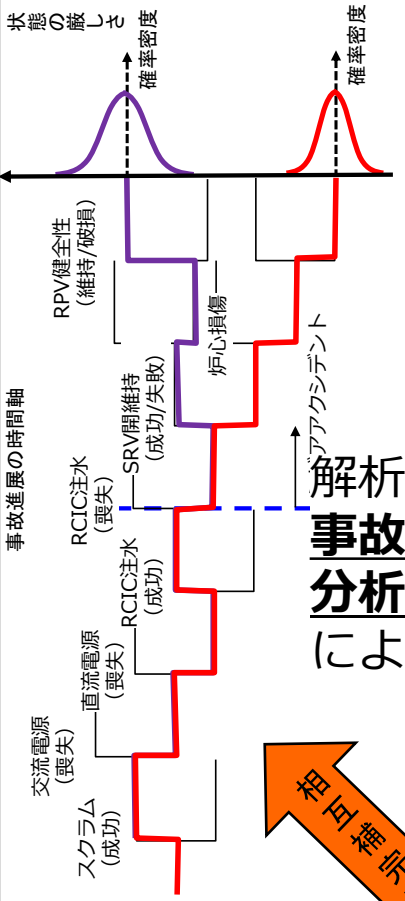 事故進展の時間軸
状態の厳しさ
スクラム
(成功)
交流電源
(喪失)
直流電源
(喪失)
RCIC注水
(成功)
RCIC注水
(喪失)
SRV開維持
(成功/失敗)
炉心損傷
RPV健全性
(維持/破損)
確率密度
確率密度
アアクシデント
解析
事故
分析
によ
相互補完